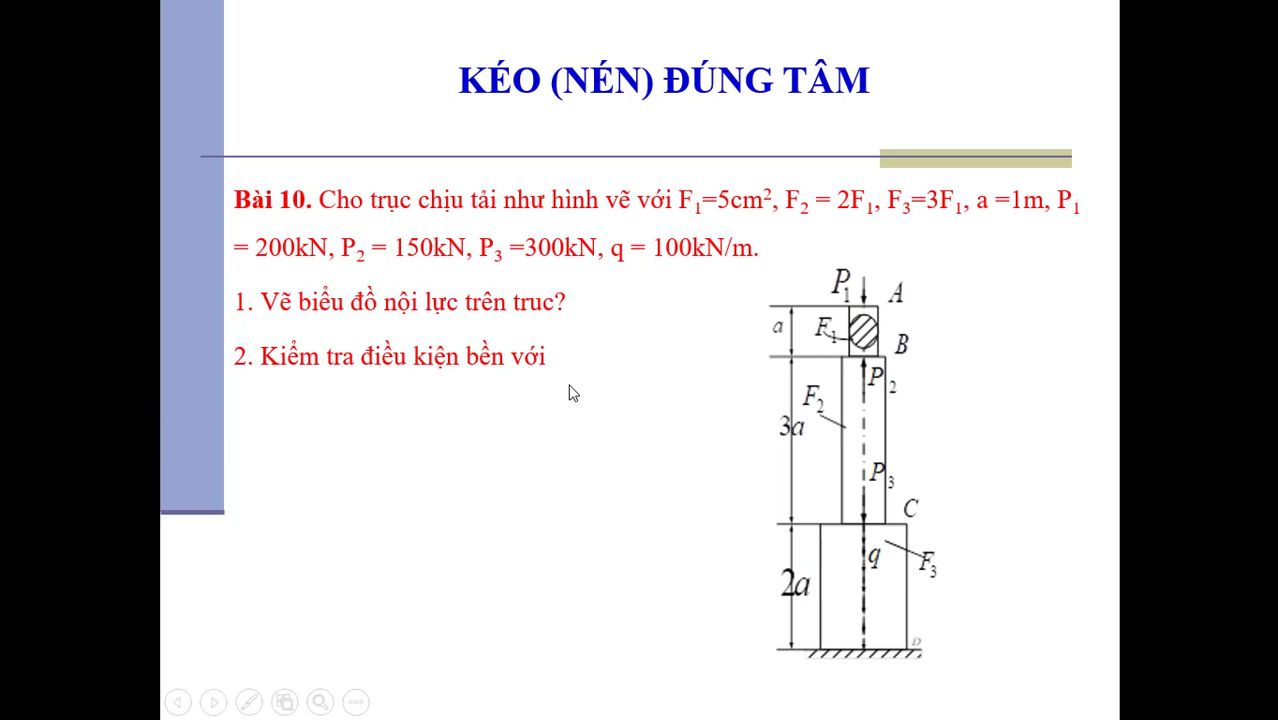 KÉO (NÉN) ĐÚNG TÂM
Bài 10. Cho trục chịu tải như hình vẽ với F₁=5cm², F₂ = 2F₁, F₃=3F₁, a =1m, P₁
= 200kN, P₂ = 150kN, P₃ =300kN, q = 100kN/m.
1. Vẽ biểu đồ nội lực trên truc?
2. Kiểm tra điều kiện bền với
P₁
A
a
F₁
B
P₂
F₂
3a
P₃
C
q
F₃
2a
D